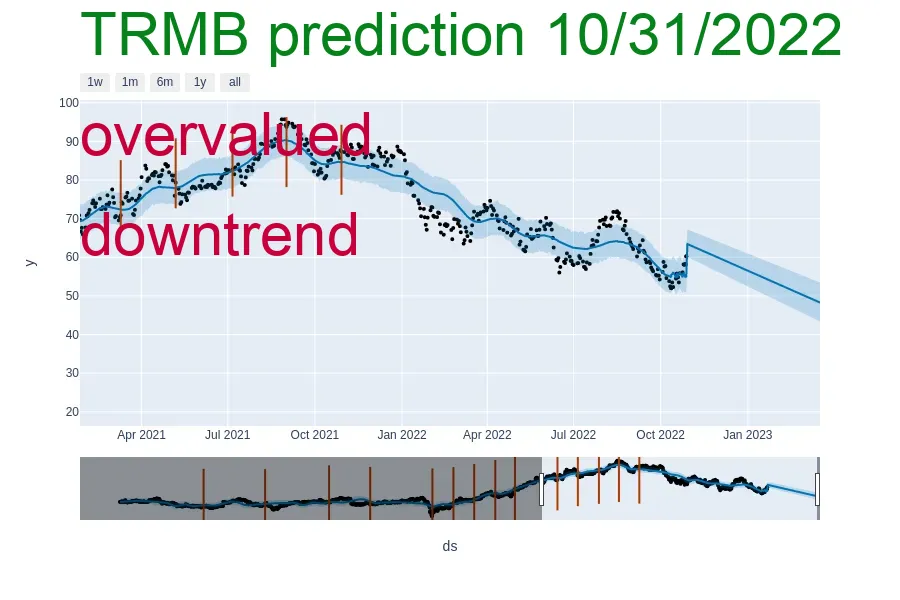 TRMB prediction 10/31/2022
1w 1m 6m 1y all
100
overvalued
90
80
70
downtrend
60
y
50
40
30
20
Apr 2021 Jul 2021 Oct 2021 Jan 2022 Apr 2022 Jul 2022 Oct 2022 Jan 2023
ds